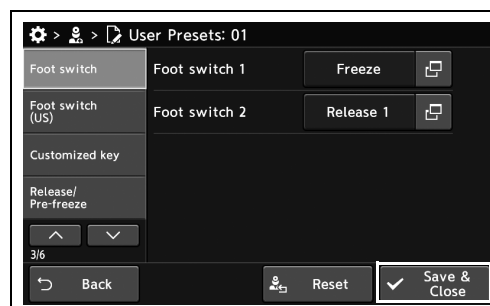 > > User Presets: 01
Foot switch
Foot switch 1
Freeze
Foot switch
(US)
Foot switch 2
Release 1
Customized key
Release/
Pre-freeze
3/6
Back
Reset
Save &
Close